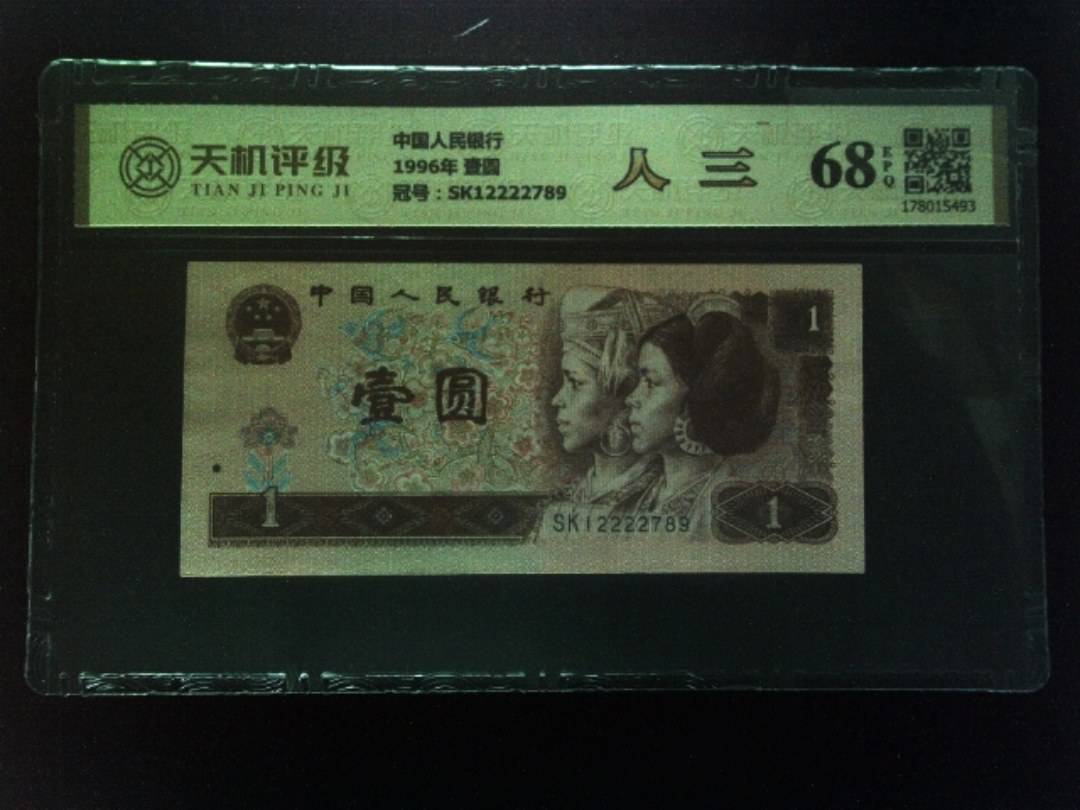 天机评级
TIAN JI PING JI
中国人民银行
1996年 壹圆
冠号：SK12222789
人三
68
EPQ
178015493
中国人民银行
1
壹圆
1
SK12222789
1